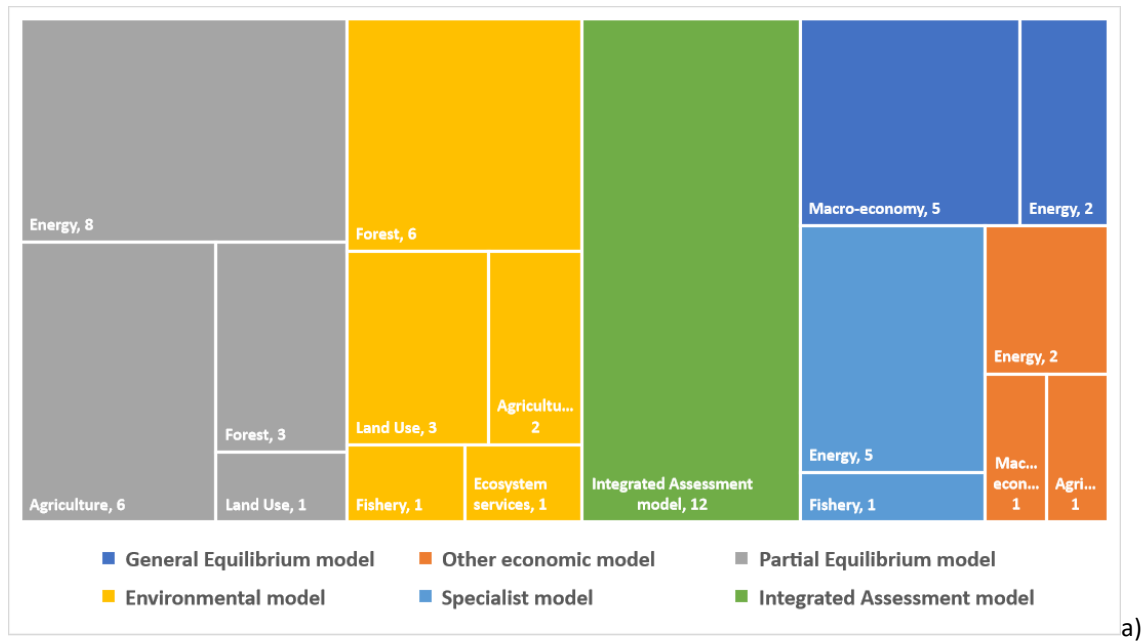 Energy, 8
Agriculture, 6
Forest, 3
Land Use, 1
Forest, 6
Land Use, 3
Agricultu...
2
Fishery, 1
Ecosystem
services, 1
Integrated Assessment
model, 12
Macro-economy, 5
Energy, 2
Energy, 5
Fishery, 1
Energy, 2
Mac...
econ...
1
Agri...
1
General Equilibrium model
Other economic model
Partial Equilibrium model
Environmental model
Specialist model
Integrated Assessment model
a)